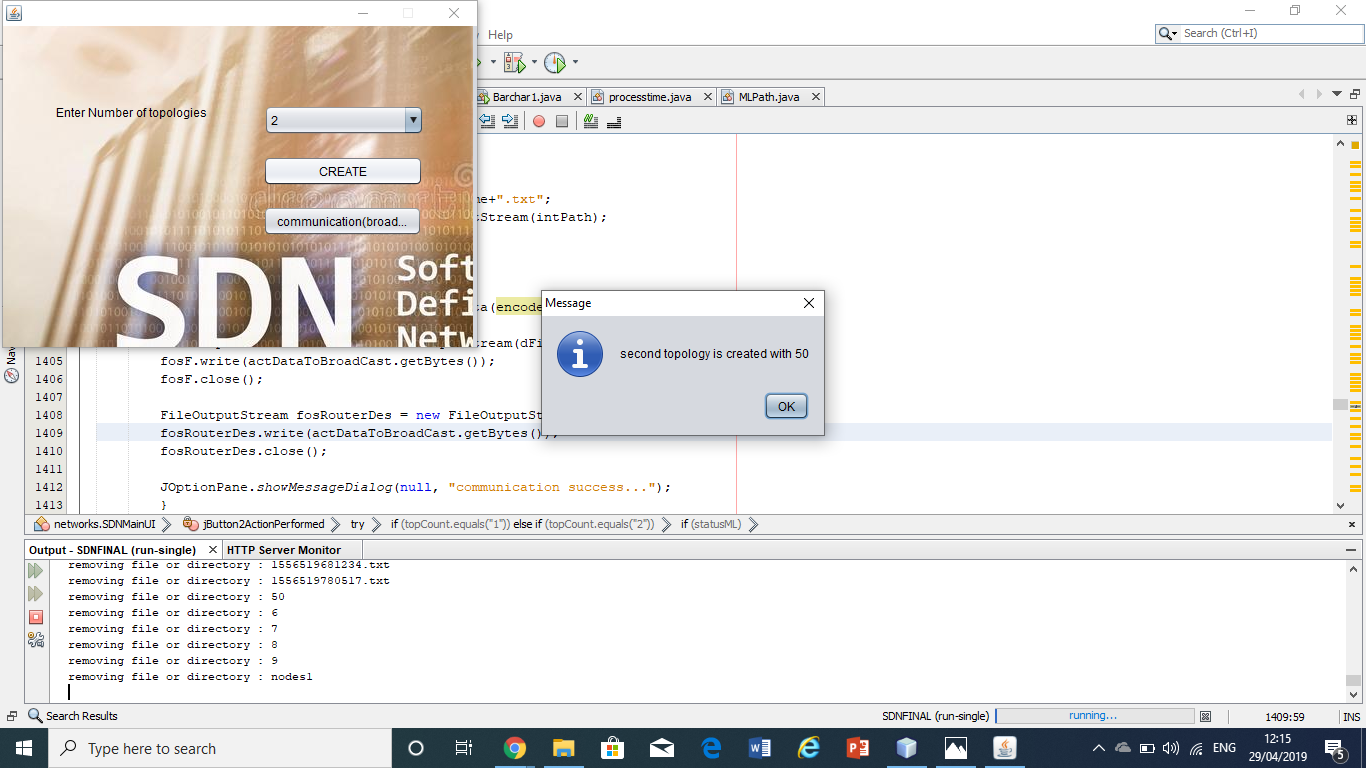 Help
Search (Ctrl+I)
Enter Number of topologies
2
CREATE
communication(broad...
SDN
Soft
Defi
Netw
Barchar1.java
processtime.java
MLPath.java
me+".txt";
tStream(intPath);
ta(encode
Message
second topology is created with 50
OK
stream(dFi
1405 fosF.write(actDataToBroadCast.getBytes());
1406 fosF.close();
1407
1408 FileOutputStream fosRouterDes = new FileOutputSt
1409 fosRouterDes.write(actDataToBroadCast.getBytes());
1410 fosRouterDes.close();
1411
1412 JOptionPane.showMessageDialog(null, "communication success...");
1413 }
Nav
networks.SDNMainUI
jButton2ActionPerformed
try
if (topCount.equals("1")) else if (topCount.equals("2"))
if (statusML)
Output - SDNFINAL (run-single)
HTTP Server Monitor
removing file or directory : 1556519681234.txt
removing file or directory : 1556519780517.txt
removing file or directory : 50
removing file or directory : 6
removing file or directory : 7
removing file or directory : 8
removing file or directory : 9
removing file or directory : nodes1
Search Results
SDNFINAL (run-single)
running...
1409:59
INS
Type here to search
ENG
12:15
29/04/2019
5